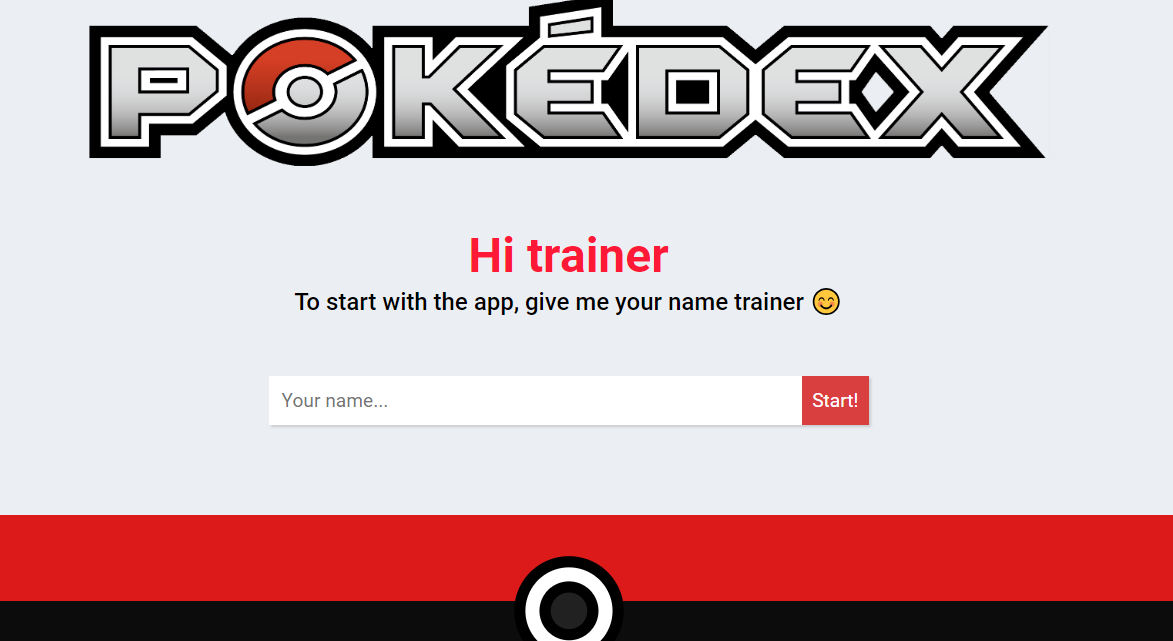 POKÉDEX
Hi trainer
To start with the app, give me your name trainer 😊
Your name...
Start!